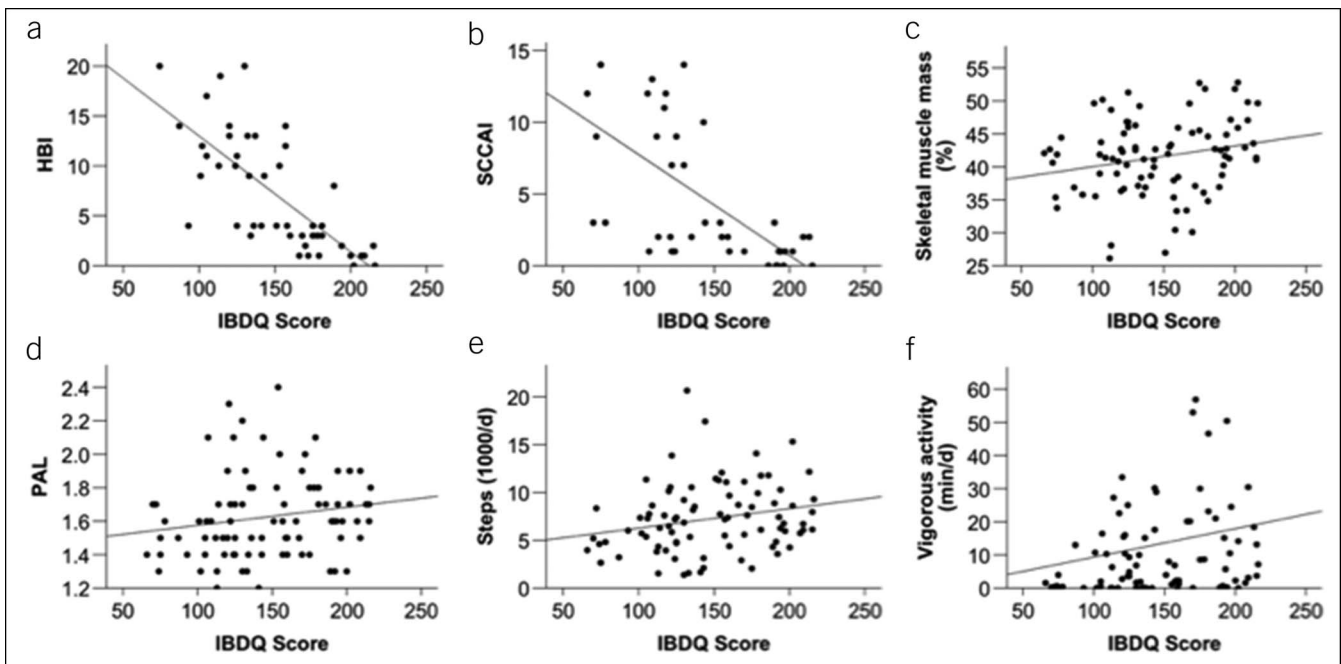 a
HBI
20
15
10
5
0
50 100 150 200 250
IBDQ Score
b
SCCAI
15
10
5
0
50 100 150 200 250
IBDQ Score
c
Skeletal muscle mass
(%)
55
50
45
40
35
30
25
50 100 150 200 250
IBDQ Score
d
PAL
2.4
2.2
2.0
1.8
1.6
1.4
1.2
50 100 150 200 250
IBDQ Score
e
Steps (1000/d)
20
15
10
5
0
50 100 150 200 250
IBDQ Score
f
Vigorous activity
(min/d)
60
50
40
30
20
10
0
50 100 150 200 250
IBDQ Score